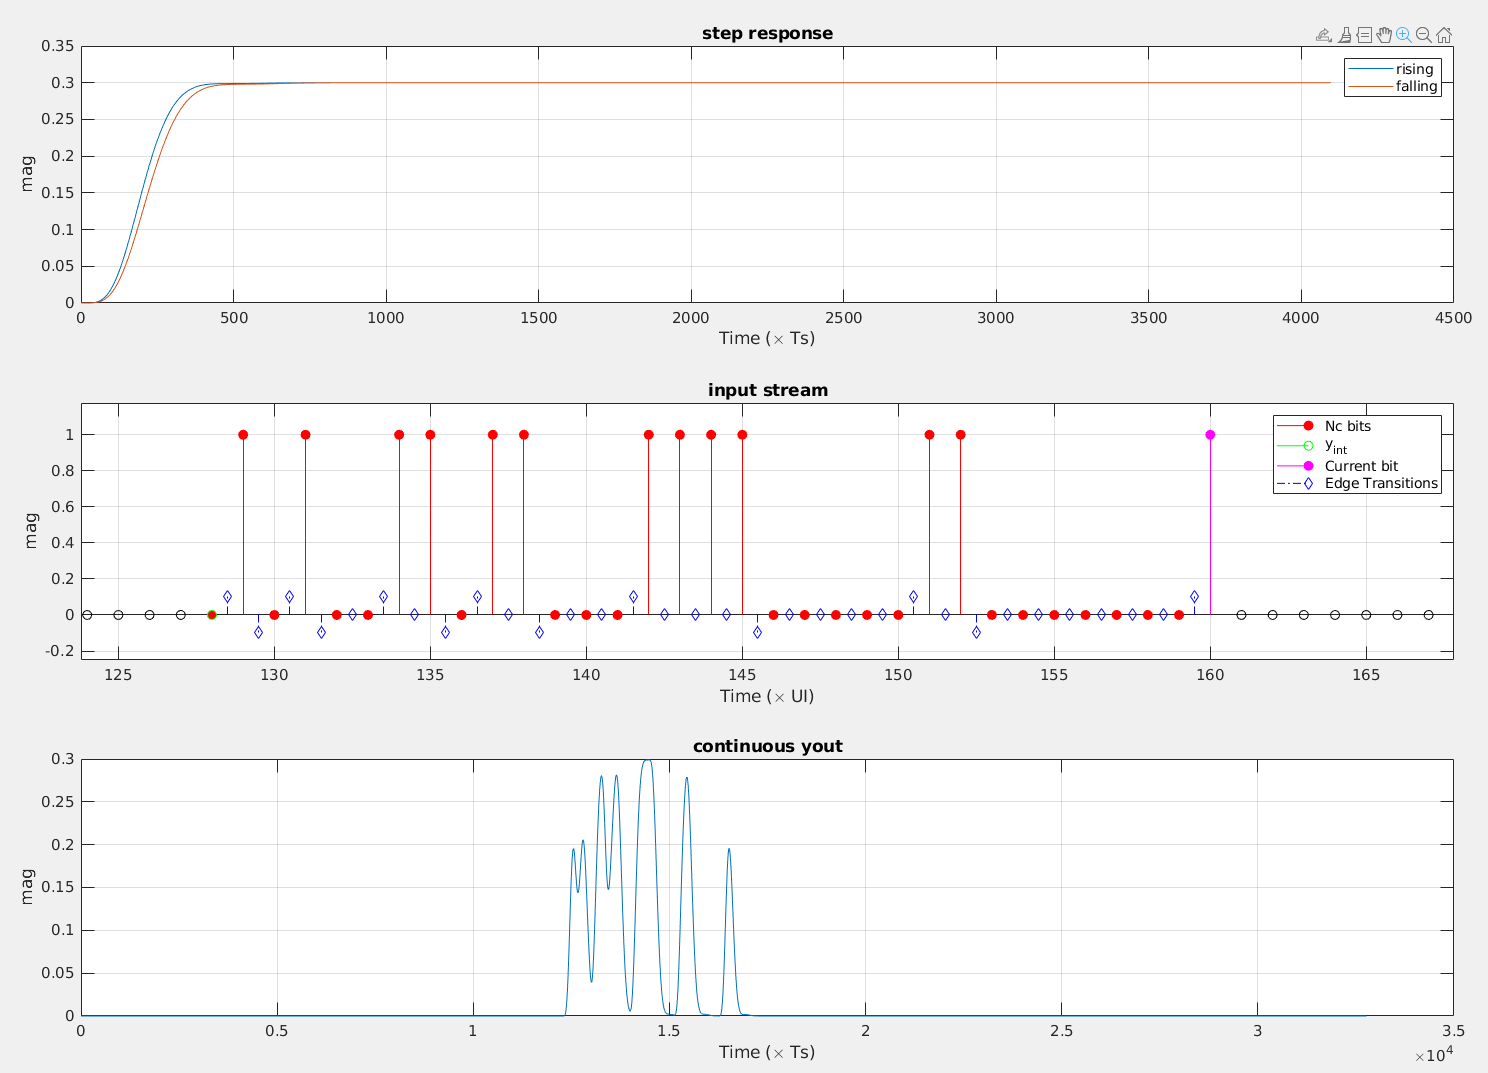 step response
0.35
0.3
0.25
0.2
0.15
0.1
0.05
0
mag
rising
falling
0 500 1000 1500 2000 2500 3000 3500 4000 4500
Time (× Ts)
input stream
1
0.8
0.6
0.4
0.2
0
-0.2
mag
Nc bits
y_int
Current bit
Edge Transitions
125 130 135 140 145 150 155 160 165
Time (× UI)
continuous yout
0.3
0.25
0.2
0.15
0.1
0.05
0
mag
0 0.5 1 1.5 2 2.5 3 3.5
Time (× Ts)
×10^4